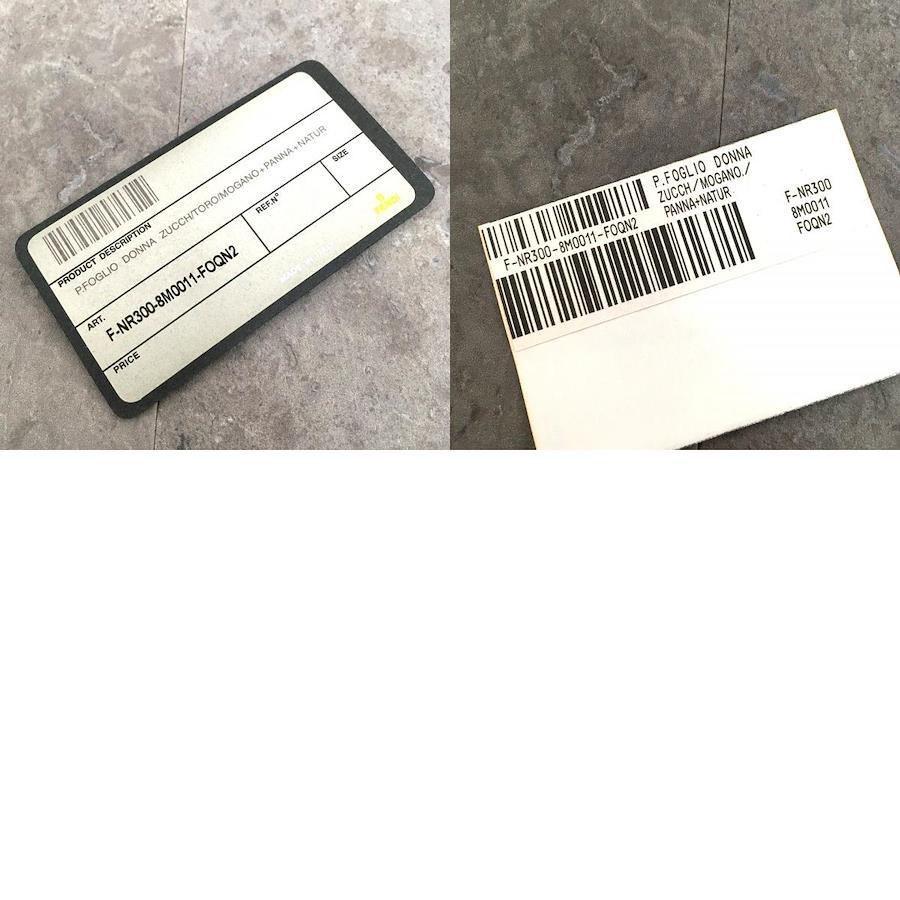 PRODUCT DESCRIPTION
P.FOGLIO DONNA ZUCCH/TORO/MOGANO+PANNA+NATUR
ART.
F-NR300-8M0011-FOQN2
REF.N°
SIZE
PRICE
FENDI
F-NR300-8M0011-FOQN2
P.FOGLIO DONNA
ZUCCH/MOGANO/
PANNA+NATUR
F-NR300
8M0011
FOQN2